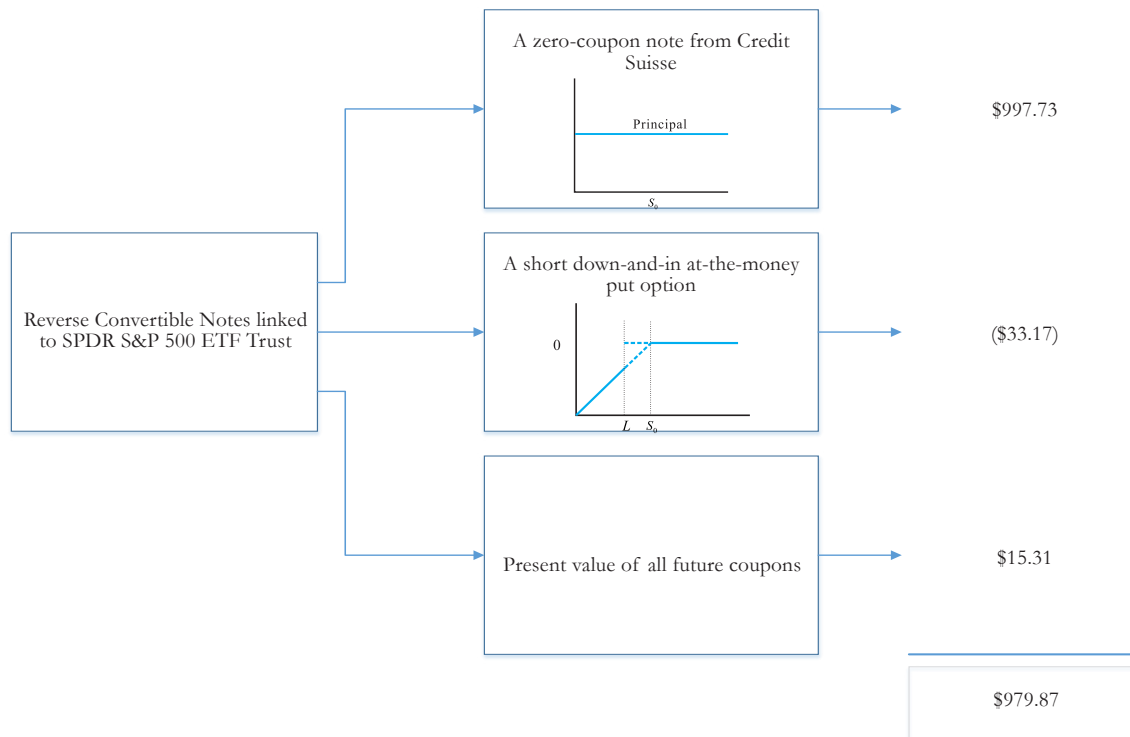 A zero-coupon note from Credit
Suisse
Principal
S₀
$997.73
Reverse Convertible Notes linked
to SPDR S&P 500 ETF Trust
A short down-and-in at-the-money
put option
0
L S₀
($33.17)
Present value of all future coupons
$15.31
$979.87